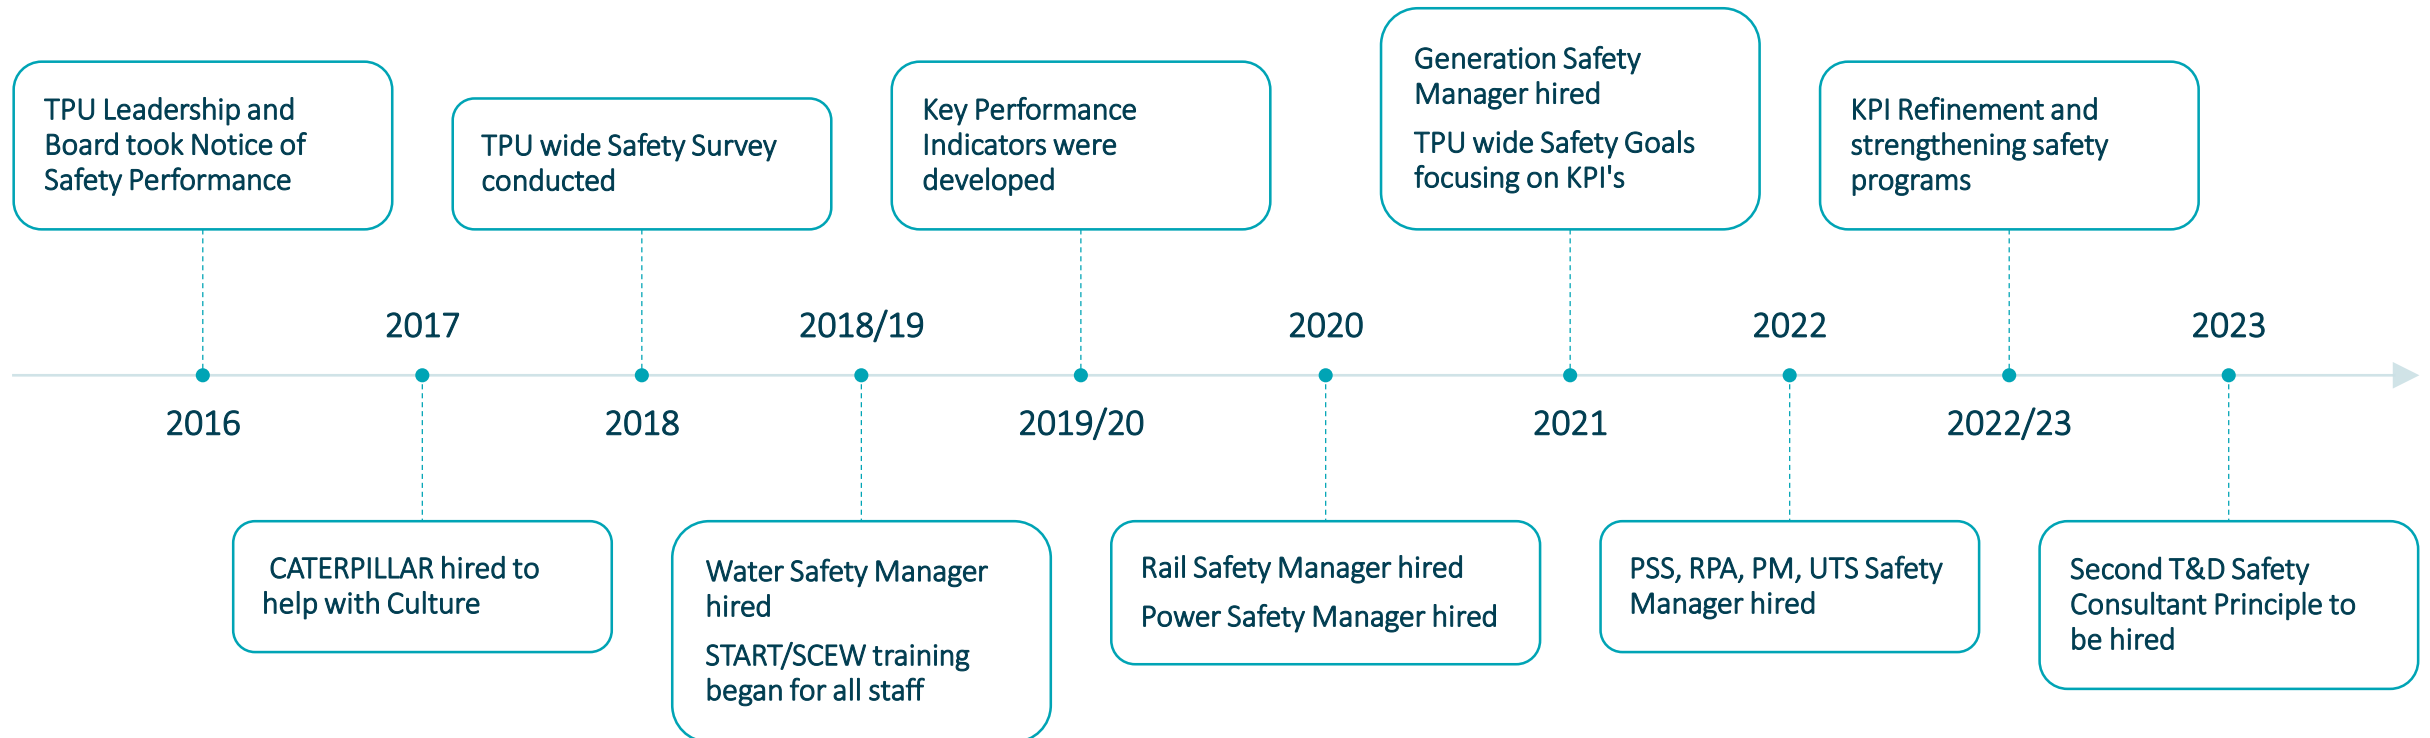 TPU Leadership and
Board took Notice of
Safety Performance
2016
2017
CATERPILLAR hired to
help with Culture
TPU wide Safety Survey
conducted
2018
2018/19
Water Safety Manager
hired
START/SCEW training
began for all staff
Key Performance
Indicators were
developed
2019/20
2020
Rail Safety Manager hired
Power Safety Manager hired
Generation Safety
Manager hired
TPU wide Safety Goals
focusing on KPI's
2021
2022
PSS, RPA, PM, UTS Safety
Manager hired
KPI Refinement and
strengthening safety
programs
2022/23
2023
Second T&D Safety
Consultant Principle to
be hired